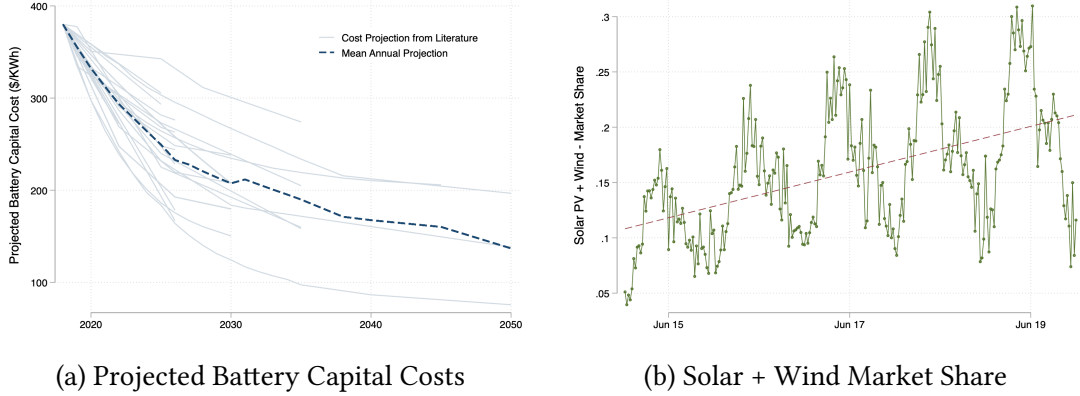 Projected Battery Capital Cost ($/KWh)
400
300
200
100
2020
2030
2040
2050
Cost Projection from Literature
Mean Annual Projection
(a) Projected Battery Capital Costs
Solar PV + Wind - Market Share
.3
.25
.2
.15
.1
.05
Jun 15
Jun 17
Jun 19
(b) Solar + Wind Market Share